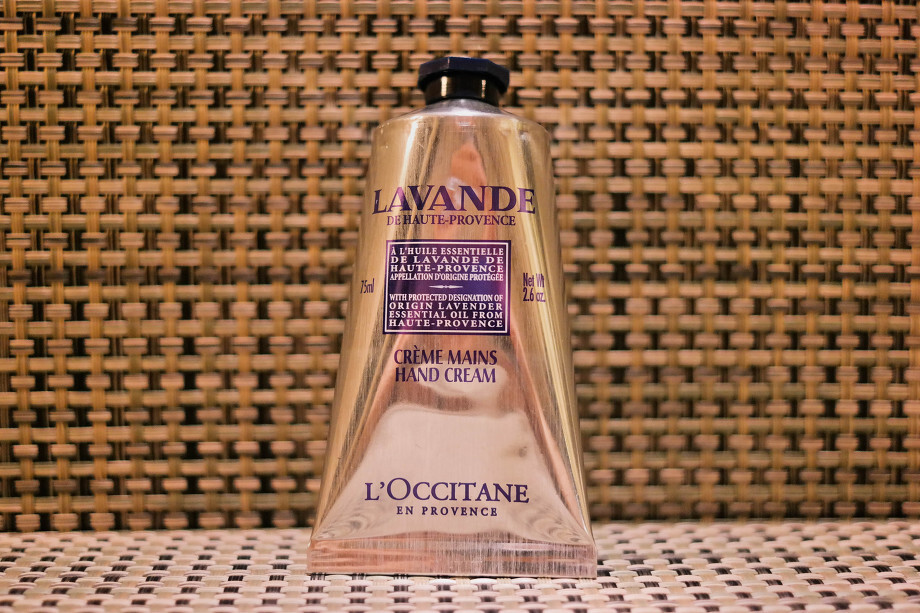 LAVANDE
DE HAUTE-PROVENCE
À L'HUILE ESSENTIELLE
DE LAVANDE DE
HAUTE-PROVENCE
APPELLATION D'ORIGINE PROTÉGÉE
WITH PROTECTED DESIGNATION OF
ORIGIN LAVENDER
ESSENTIAL OIL FROM
HAUTE-PROVENCE
75ml
Net Wt
2.6 oz.
CRÈME MAINS
HAND CREAM
L'OCCITANE
EN PROVENCE